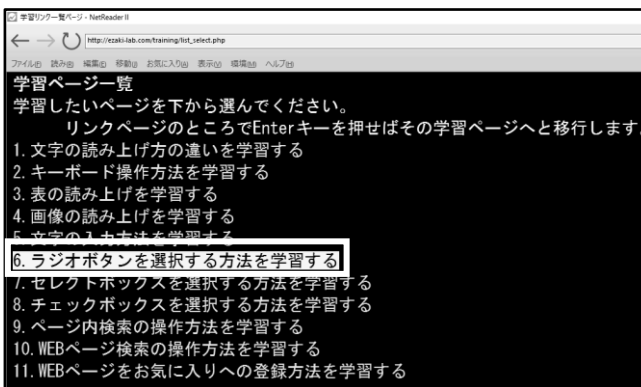 学習リンク一覧ページ - NetReader II
http://ezaki-lab.com/training/list_select.php
ファイル(F) 読み(R) 編集(E) 移動(J) お気に入り(A) 表示(V) 環境(M) ヘルプ(H)
学習ページ一覧
学習したいページを下から選んでください。
リンクページのところでEnterキーを押せばその学習ページへと移行します。
1.文字の読み上げ方の違いを学習する
2.キーボード操作方法を学習する
3.表の読み上げを学習する
4.画像の読み上げを学習する
5.文字の入力方法を学習する
6.ラジオボタンを選択する方法を学習する
7.セレクトボックスを選択する方法を学習する
8.チェックボックスを選択する方法を学習する
9.ページ内検索の操作方法を学習する
10.WEBページ検索の操作方法を学習する
11.WEBページをお気に入りへの登録方法を学習する